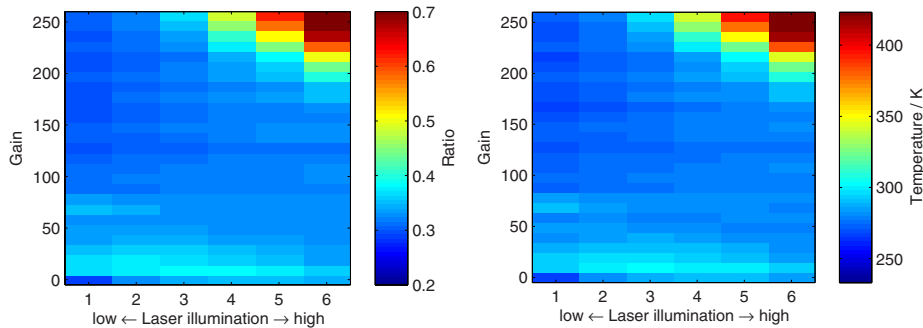 250
200
150
100
50
0
Gain
1 2 3 4 5 6
low ← Laser illumination → high
0.7
0.6
0.5
0.4
0.3
0.2
Ratio
250
200
150
100
50
0
Gain
1 2 3 4 5 6
low ← Laser illumination → high
400
350
300
250
Temperature / K